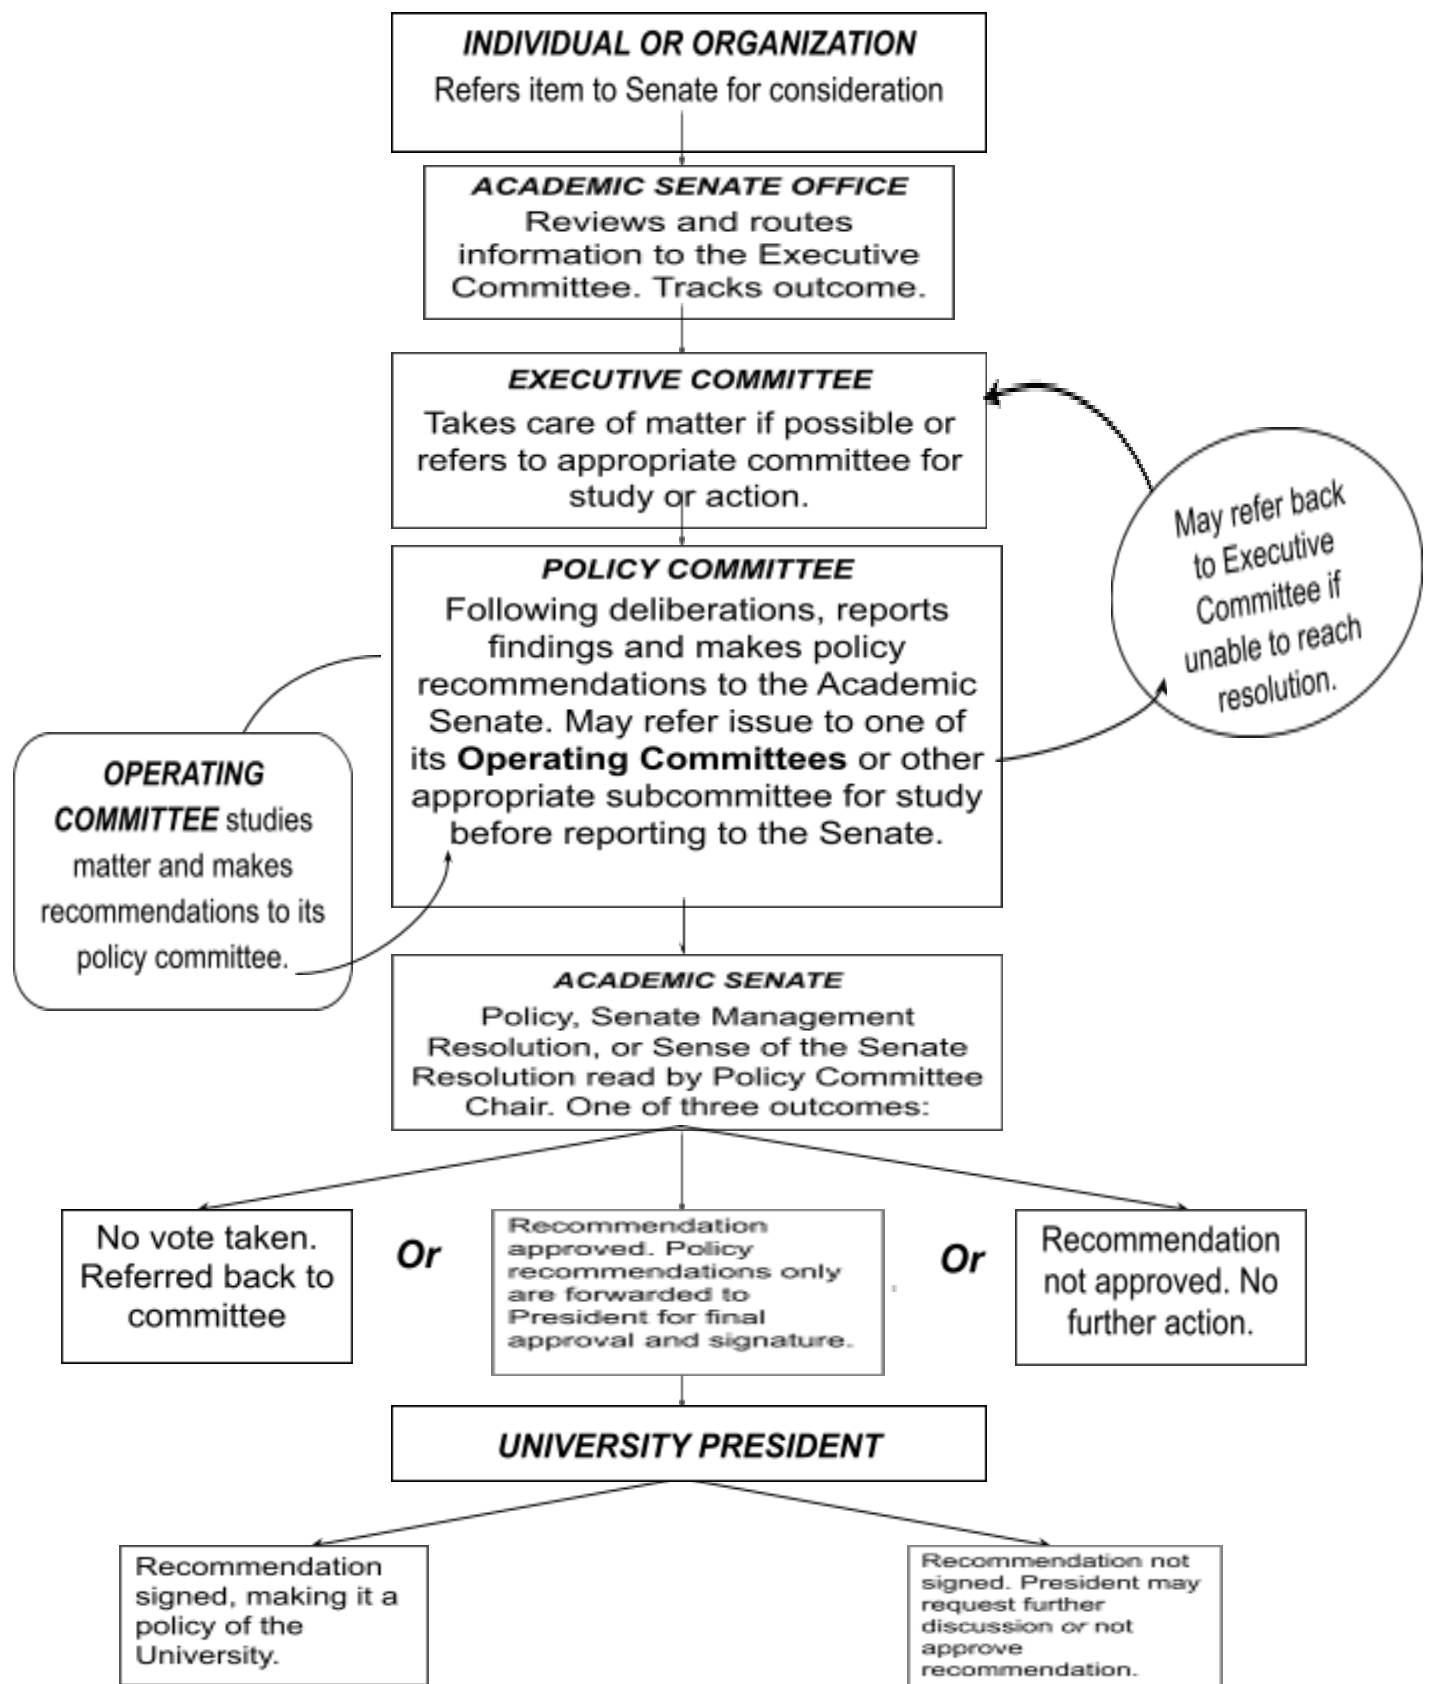 INDIVIDUAL OR ORGANIZATION
Refers item to Senate for consideration
ACADEMIC SENATE OFFICE
Reviews and routes
information to the Executive
Committee. Tracks outcome.
EXECUTIVE COMMITTEE
Takes care of matter if possible or
refers to appropriate committee for
study or action.
May refer back
to Executive
Committee if
unable to reach
resolution.
POLICY COMMITTEE
Following deliberations, reports
findings and makes policy
recommendations to the Academic
Senate. May refer issue to one of
its Operating Committees or other
appropriate subcommittee for study
before reporting to the Senate.
OPERATING
COMMITTEE studies
matter and makes
recommendations to its
policy committee.
ACADEMIC SENATE
Policy, Senate Management
Resolution, or Sense of the Senate
Resolution read by Policy Committee
Chair. One of three outcomes:
No vote taken.
Referred back to
committee
Or
Recommendation
approved. Policy
recommendations only
are forwarded to
President for final
approval and signature.
Or
Recommendation
not approved. No
further action.
UNIVERSITY PRESIDENT
Recommendation
signed, making it a
policy of the
University.
Recommendation not
signed. President may
request further
discussion or not
approve
recommendation.